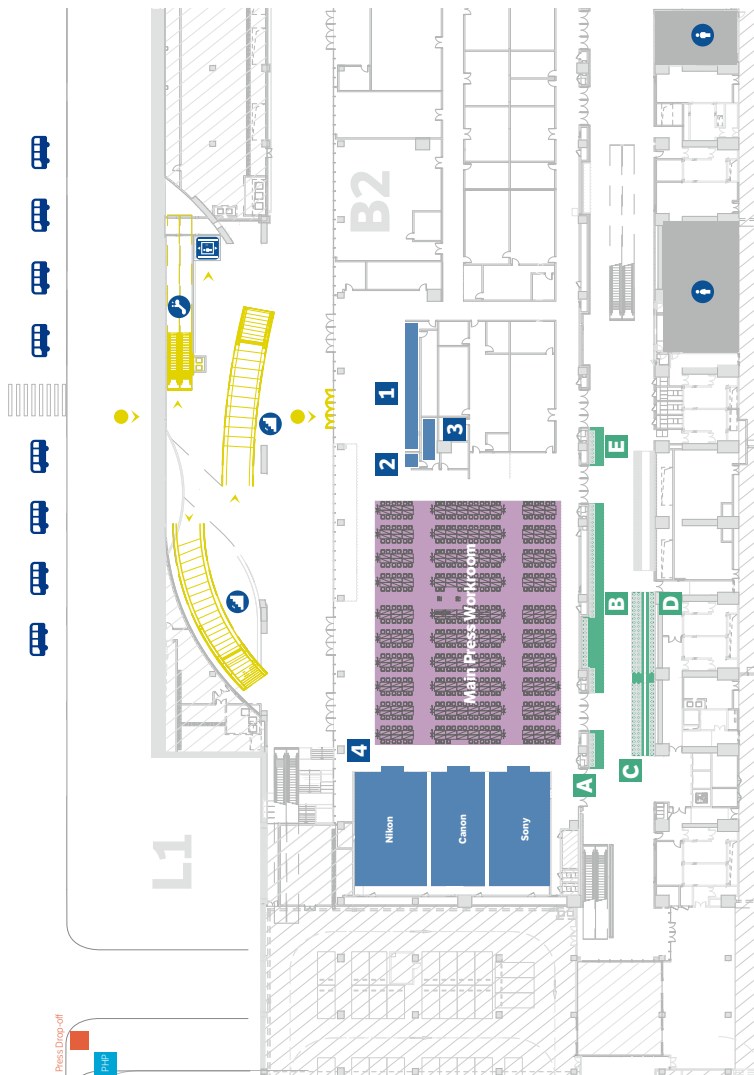 B2
1
2
3
E
Main Press Workroom
B
D
4
A
C
Nikon
Canon
Sony
L1
Press Drop-off
PHP